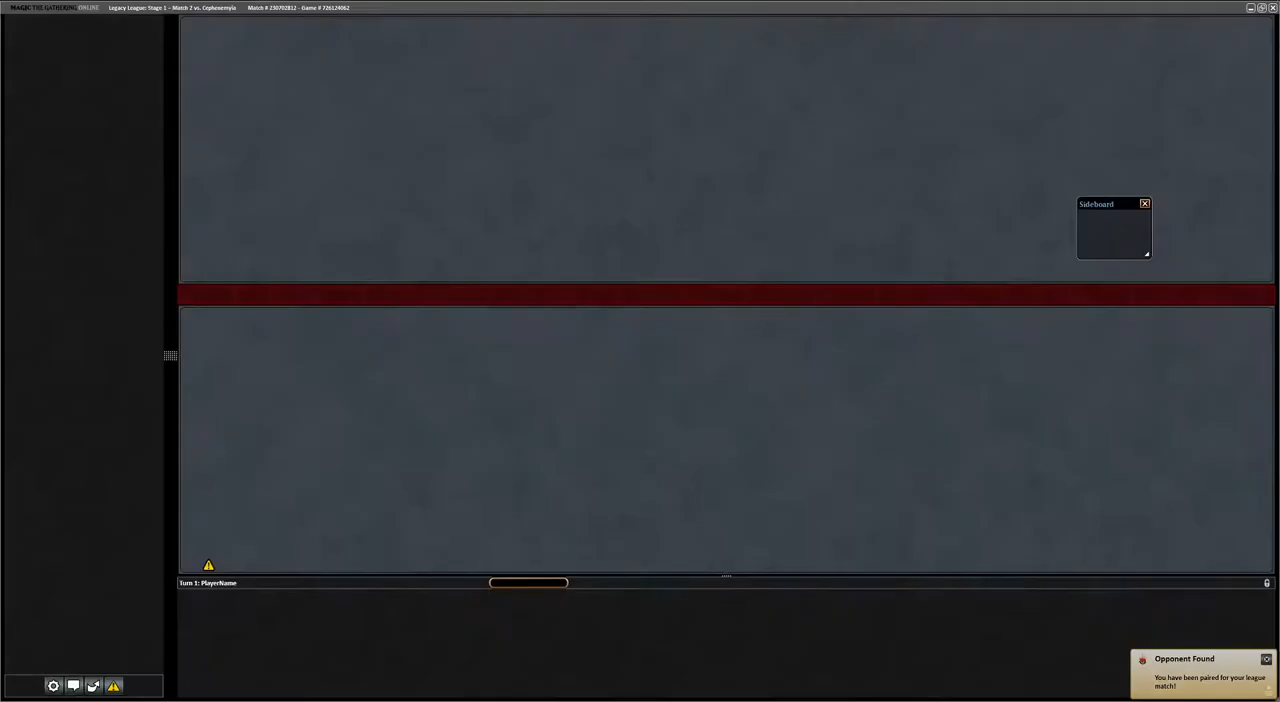 MAGIC THE GATHERING ONLINE Legacy League: Stage 1 - Match 2 vs. Cephenemyia Match # 230702812 - Game # 726124062
Sideboard
Turn 1: PlayerName
Opponent Found
You have been paired for your league
match!